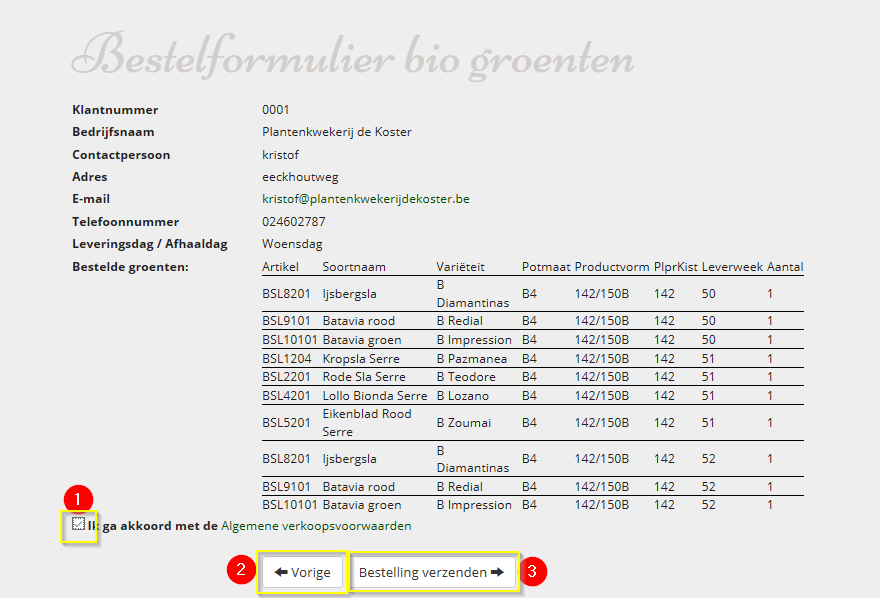 Bestelformulier bio groenten
Klantnummer 0001
Bedrijfsnaam Plantenkwekerij de Koster
Contactpersoon kristof
Adres eeckhoutweg
E-mail kristof@plantenkwekerijdekoster.be
Telefoonnummer 024602787
Leveringsdag / Afhaaldag Woensdag
Bestelde groenten: Artikel Soortnaam Variëteit Potmaat Productvorm PlprKist Leverweek Aantal
BSL8201 Ijsbergsla B Diamantinas B4 142/150B 142 50 1
BSL9101 Batavia rood B Redial B4 142/150B 142 50 1
BSL10101 Batavia groen B Impression B4 142/150B 142 50 1
BSL1204 Kropsla Serre B Pazmanea B4 142/150B 142 51 1
BSL2201 Rode Sla Serre B Teodore B4 142/150B 142 51 1
BSL4201 Lollo Bionda Serre B Lozano B4 142/150B 142 51 1
BSL5201 Eikenblad Rood Serre B Zoumai B4 142/150B 142 51 1
BSL8201 Ijsbergsla B Diamantinas B4 142/150B 142 52 1
BSL9101 Batavia rood B Redial B4 142/150B 142 52 1
BSL10101 Batavia groen B Impression B4 142/150B 142 52 1
1
Ik ga akkoord met de Algemene verkoopsvoorwaarden
2 Vorige Bestelling verzenden 3